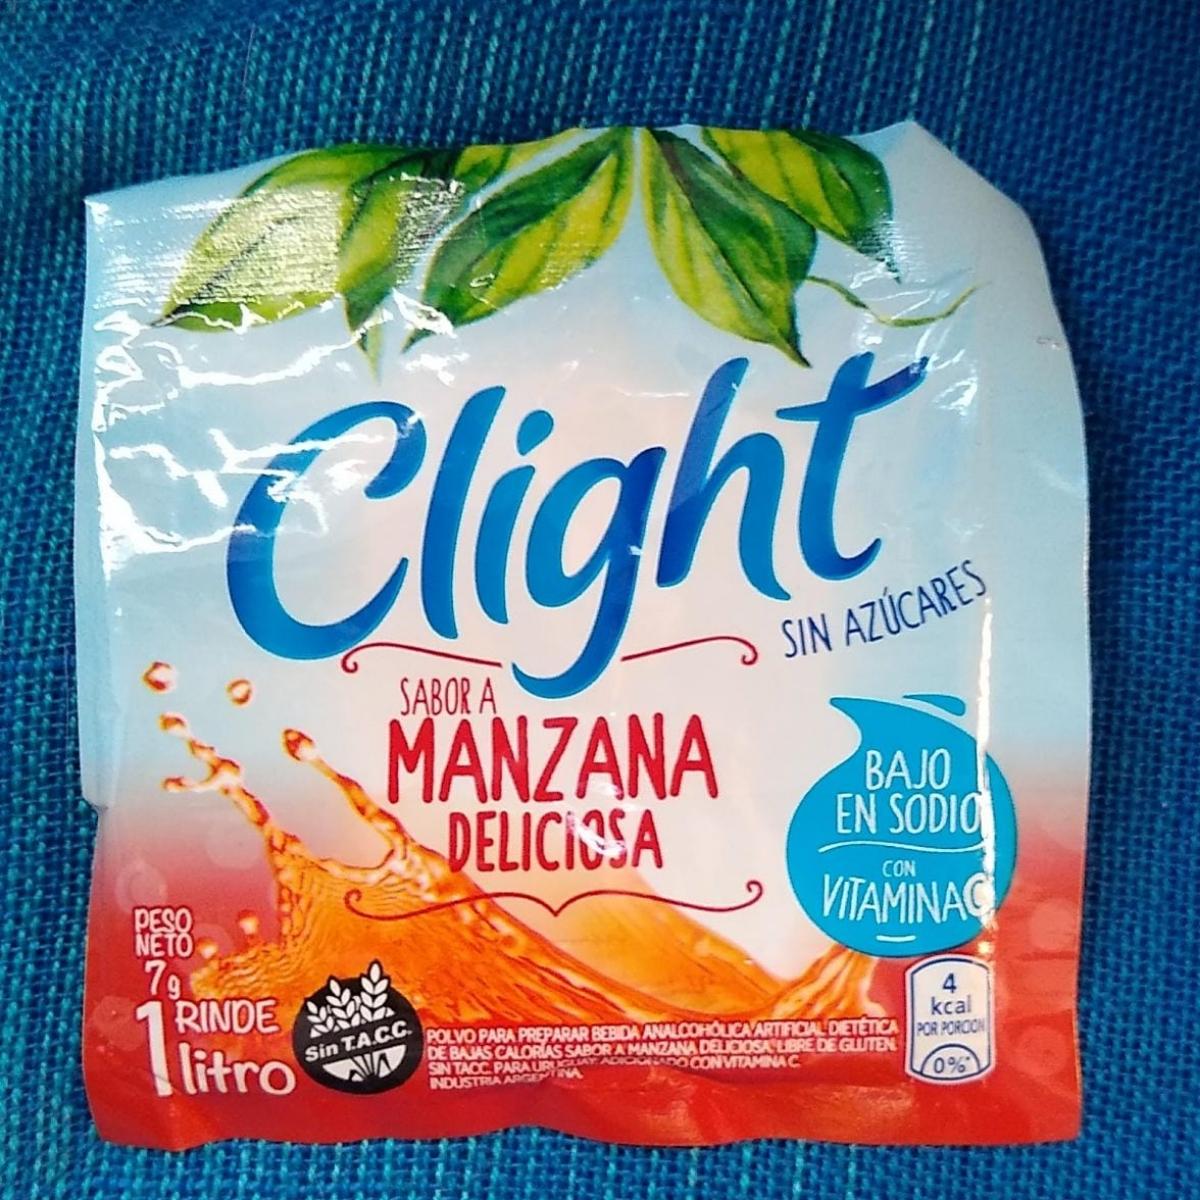 Clight
SIN AZÚCARES
SABOR A
MANZANA
DELICIOSA
BAJO
EN SODIO
CON
VITAMINA C
PESO
NETO
7g
RINDE
1 litro
Sin T.A.C.C.
POLVO PARA PREPARAR BEBIDA ANALCOHÓLICA ARTIFICIAL DIETÉTICA
DE BAJAS CALORÍAS SABOR A MANZANA DELICIOSA. LIBRE DE GLUTEN.
SIN TACC. PARA URUGUAY: ADICIONADO CON VITAMINA C.
INDUSTRIA ARGENTINA.
4
kcal
POR PORCIÓN
0%*